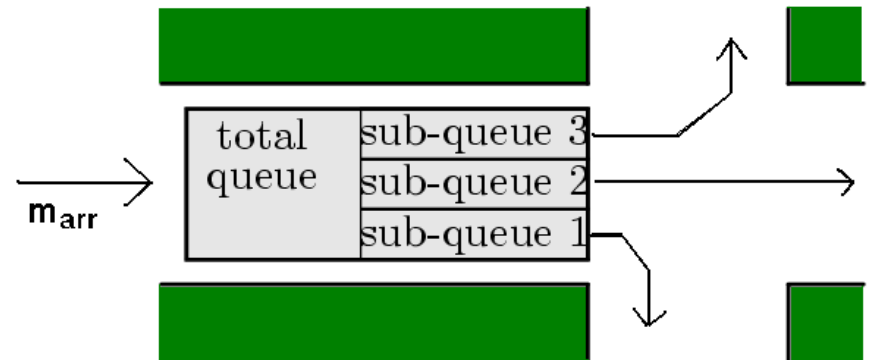 total
queue
sub-queue 3
sub-queue 2
sub-queue 1
m_arr